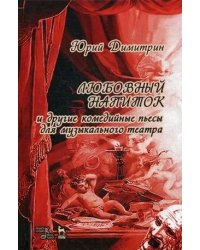 Юрий Димитрин
ЛЮБОВНЫЙ
НАПИТОК
и другие комедийные пьесы
для музыкального театра